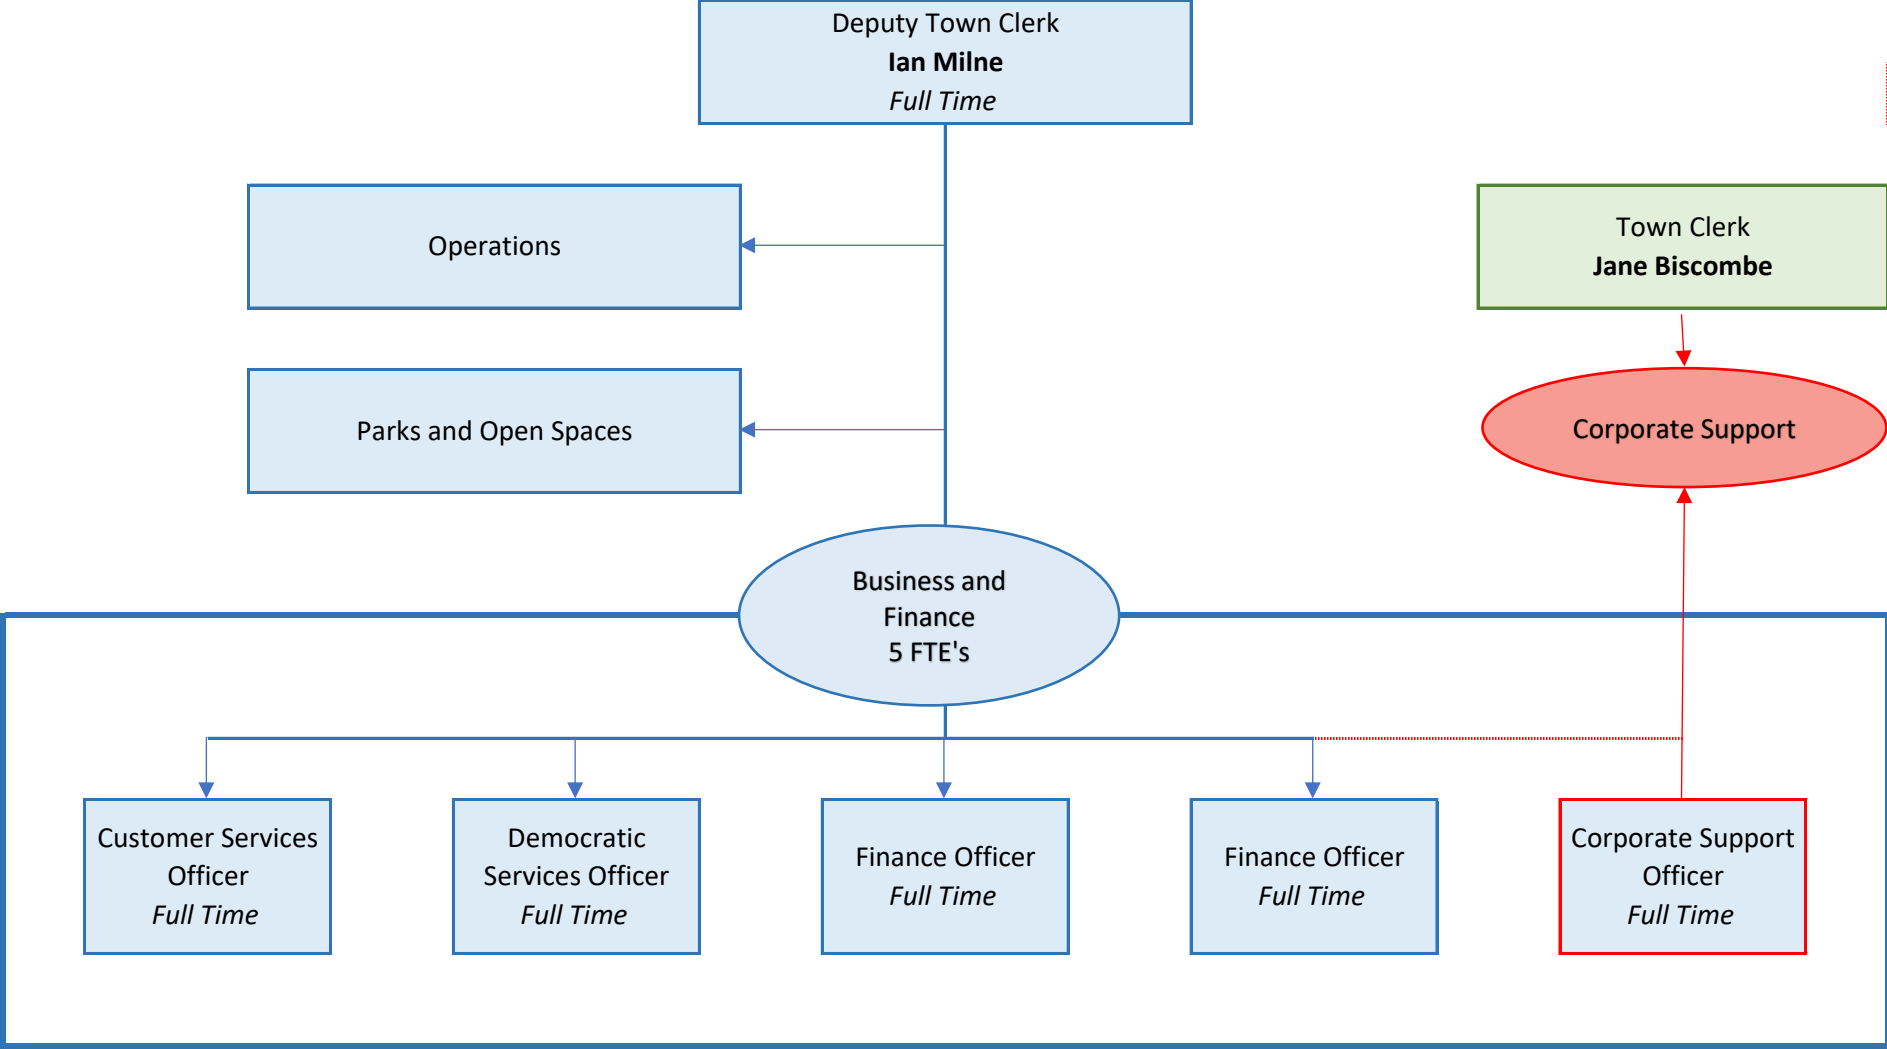 Deputy Town Clerk
Ian Milne
Full Time
Operations
Town Clerk
Jane Biscombe
Parks and Open Spaces
Corporate Support
Business and
Finance
5 FTE's
Customer Services
Officer
Full Time
Democratic
Services Officer
Full Time
Finance Officer
Full Time
Finance Officer
Full Time
Corporate Support
Officer
Full Time